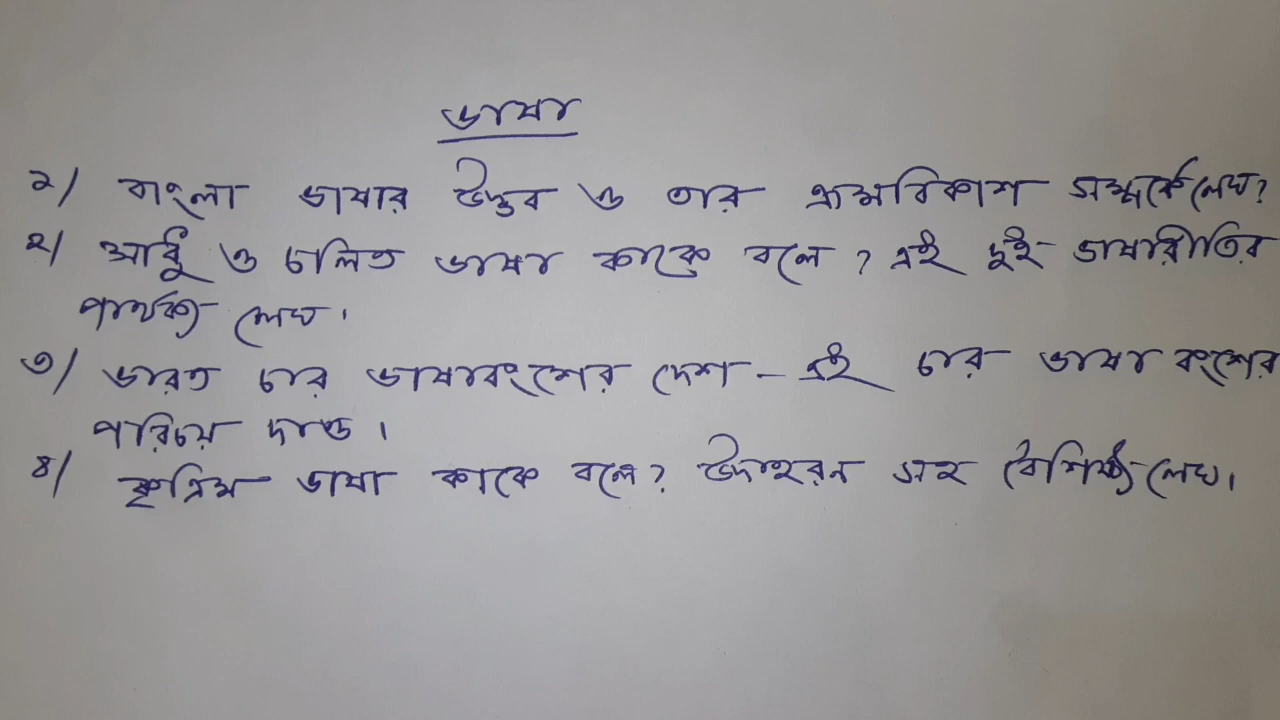 ভাষা
১/ বাংলা ভাষার উদ্ভব ও তার ক্রমবিকাশ সম্পর্কে লেখ?
২/ সাধু ও চলিত ভাষা কাকে বলে? এই দুই ভাষারীতির
পার্থক্য লেখ।
৩/ ভারত চার ভাষাবংশের দেশ - এই চার ভাষা বংশের
পরিচয় দাও।
৪/ কৃত্রিম ভাষা কাকে বলে? উদাহরন সহ বৈশিষ্ট্য লেখ।